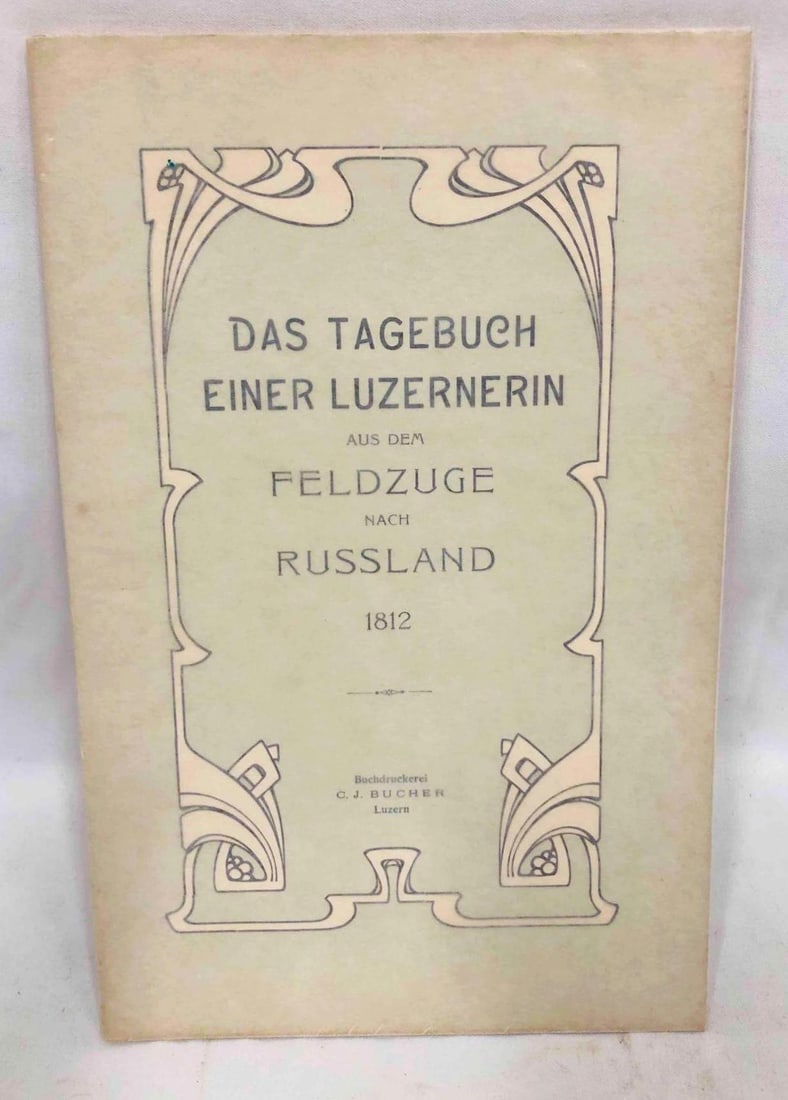 DAS TAGEBUCH
EINER LUZERNERIN
AUS DEM
FELDZUGE
NACH
RUSSLAND
1812
Buchdruckerei
C. J. BUCHER
Luzern